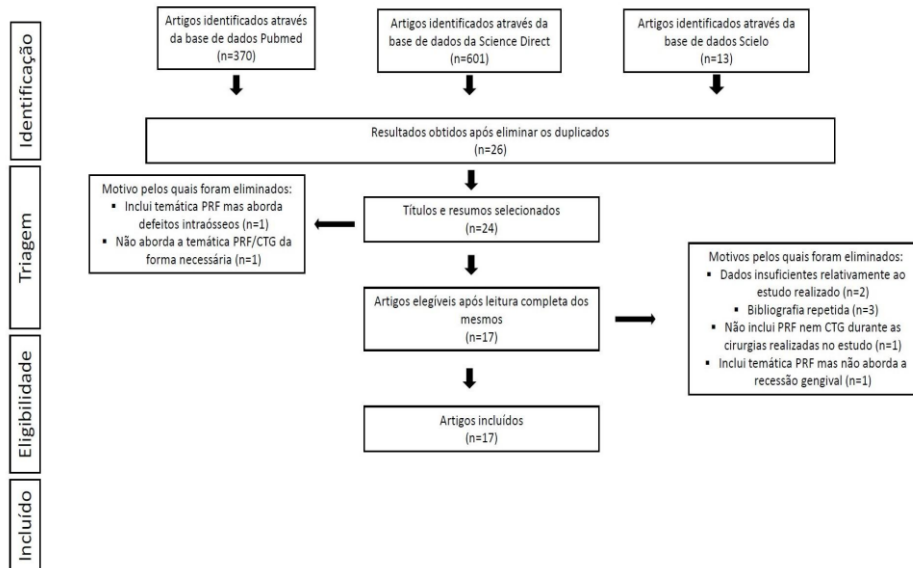 Identificação
Artigos identificados através
da base de dados Pubmed
(n=370)
Artigos identificados através da
base de dados da Science Direct
(n=601)
Artigos identificados através da
base de dados Scielo
(n=13)
Resultados obtidos após eliminar os duplicados
(n=26)
Triagem
Motivo pelos quais foram eliminados:
▪ Inclui temática PRF mas aborda
defeitos intraósseos (n=1)
▪ Não aborda a temática PRF/CTG da
forma necessária (n=1)
Títulos e resumos selecionados
(n=24)
Artigos elegíveis após leitura completa dos
mesmos
(n=17)
Motivos pelos quais foram eliminados:
▪ Dados insuficientes relativamente ao
estudo realizado (n=2)
▪ Bibliografia repetida (n=3)
▪ Não inclui PRF nem CTG durante as
cirurgias realizadas no estudo (n=1)
▪ Inclui temática PRF mas não aborda a
recessão gengival (n=1)
Eligibilidade
Artigos incluídos
(n=17)
Incluído